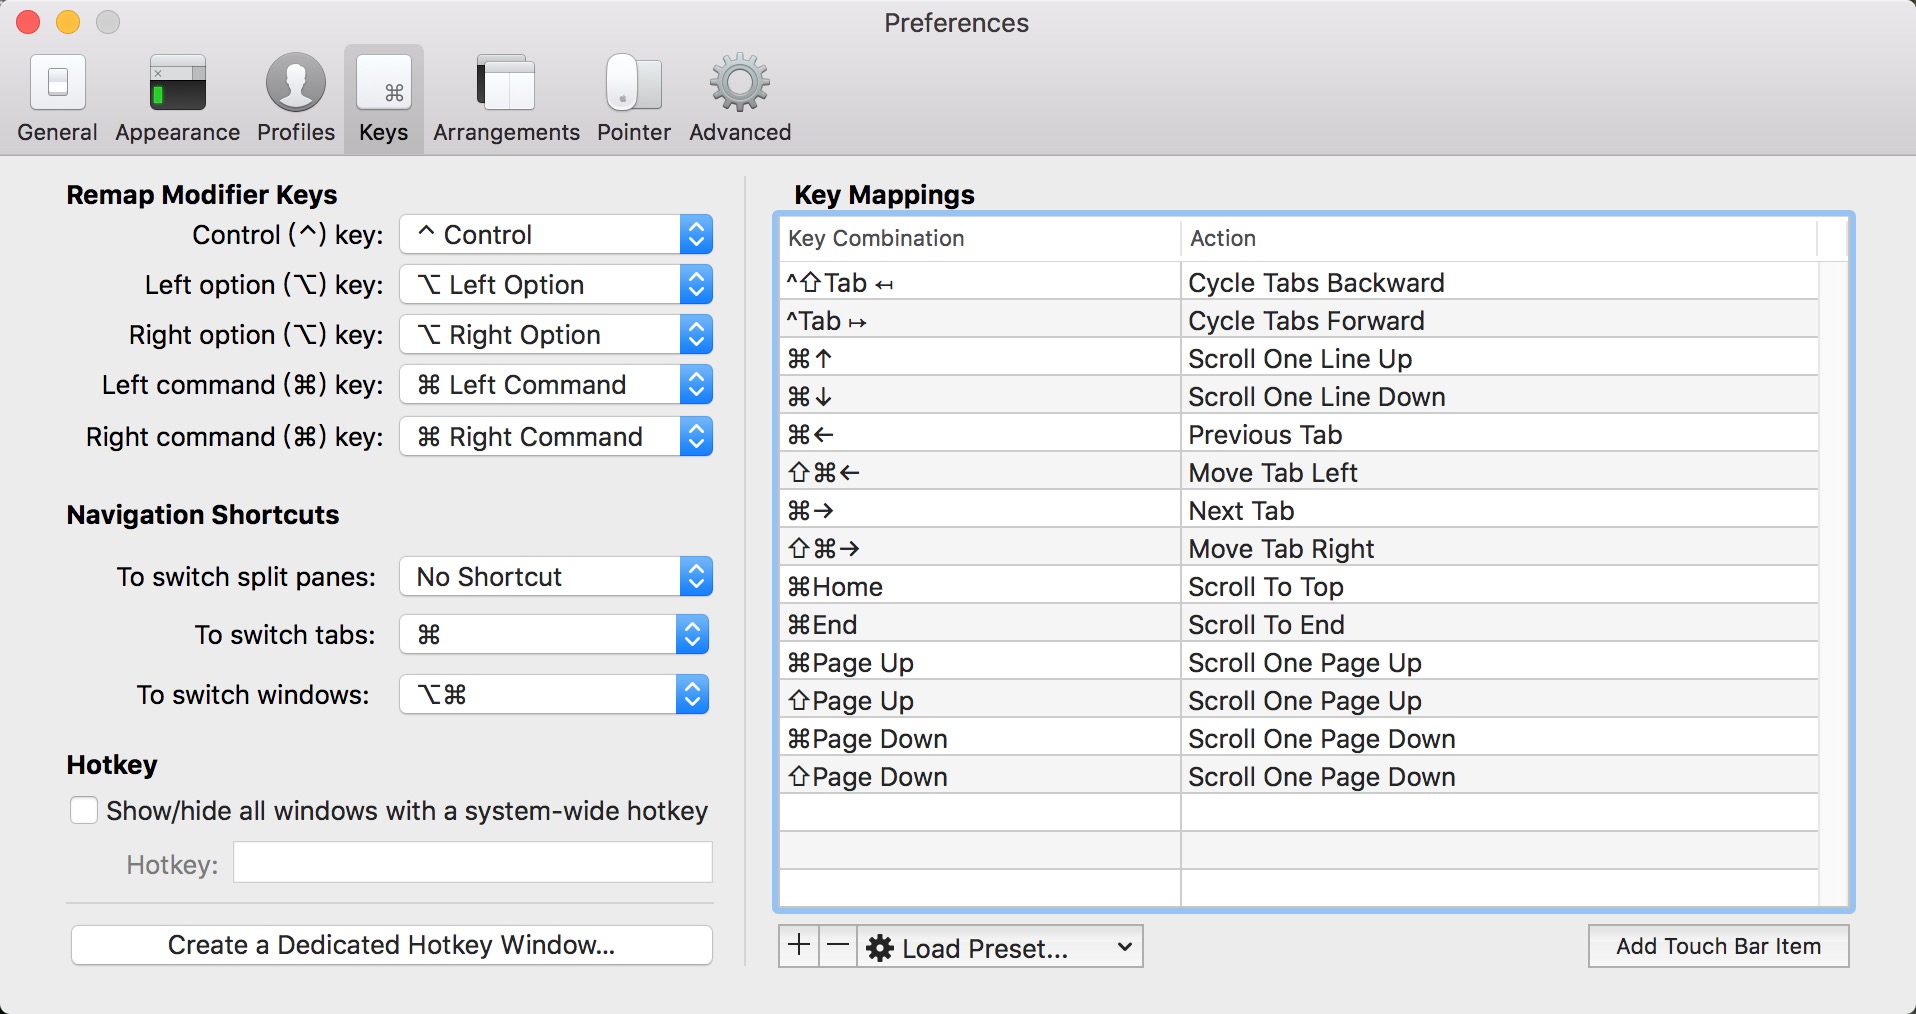 Preferences
General Appearance Profiles Keys Arrangements Pointer Advanced
Remap Modifier Keys
Control (^) key: ^ Control
Left option (⌥) key: ⌥ Left Option
Right option (⌥) key: ⌥ Right Option
Left command (⌘) key: ⌘ Left Command
Right command (⌘) key: ⌘ Right Command
Navigation Shortcuts
To switch split panes: No Shortcut
To switch tabs: ⌘
To switch windows: ⌥⌘
Hotkey
Show/hide all windows with a system-wide hotkey
Hotkey:
Create a Dedicated Hotkey Window...
Key Mappings
Key Combination Action
^⇧Tab ↤ Cycle Tabs Backward
^Tab ↦ Cycle Tabs Forward
⌘↑ Scroll One Line Up
⌘↓ Scroll One Line Down
⌘← Previous Tab
⇧⌘← Move Tab Left
⌘→ Next Tab
⇧⌘→ Move Tab Right
⌘Home Scroll To Top
⌘End Scroll To End
⌘Page Up Scroll One Page Up
⇧Page Up Scroll One Page Up
⌘Page Down Scroll One Page Down
⇧Page Down Scroll One Page Down
+ − Load Preset... Add Touch Bar Item